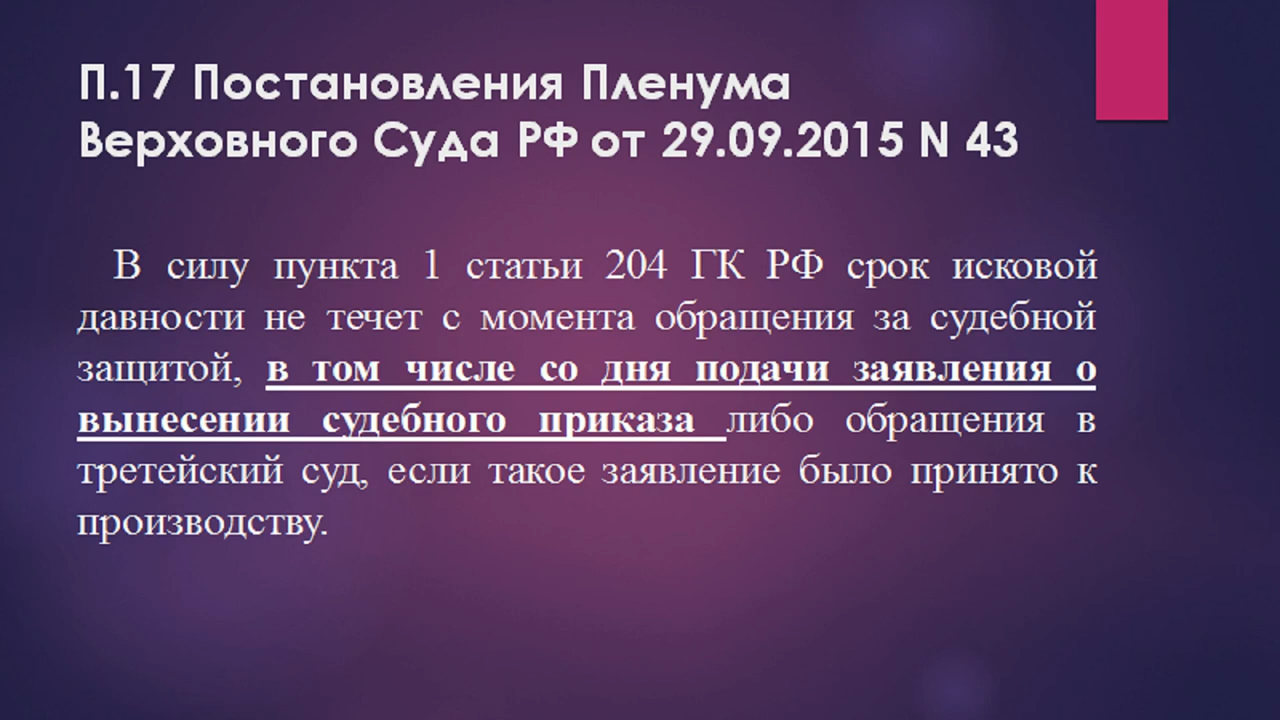 П.17 Постановления Пленума
Верховного Суда РФ от 29.09.2015 N 43
В силу пункта 1 статьи 204 ГК РФ срок исковой
давности не течет с момента обращения за судебной
защитой, в том числе со дня подачи заявления о
вынесении судебного приказа либо обращения в
третейский суд, если такое заявление было принято к
производству.